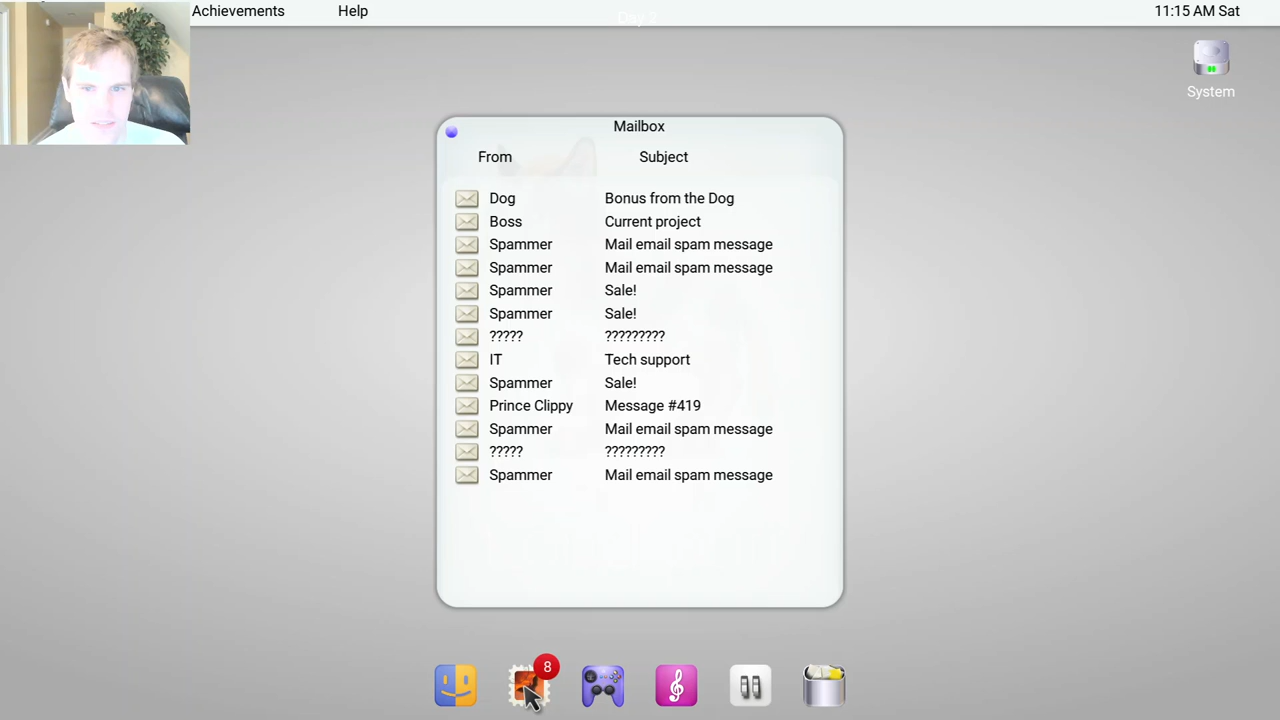 Achievements Help Day 2 11:15 AM Sat
System
Mailbox
From Subject
Dog Bonus from the Dog
Boss Current project
Spammer Mail email spam message
Spammer Mail email spam message
Spammer Sale!
Spammer Sale!
????? ?????????
IT Tech support
Spammer Sale!
Prince Clippy Message #419
Spammer Mail email spam message
????? ?????????
Spammer Mail email spam message
8